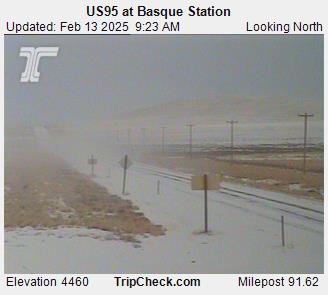 US95 at Basque Station
Updated: Feb 13 2025 9:23 AM Looking North
Elevation 4460 TripCheck.com Milepost 91.62